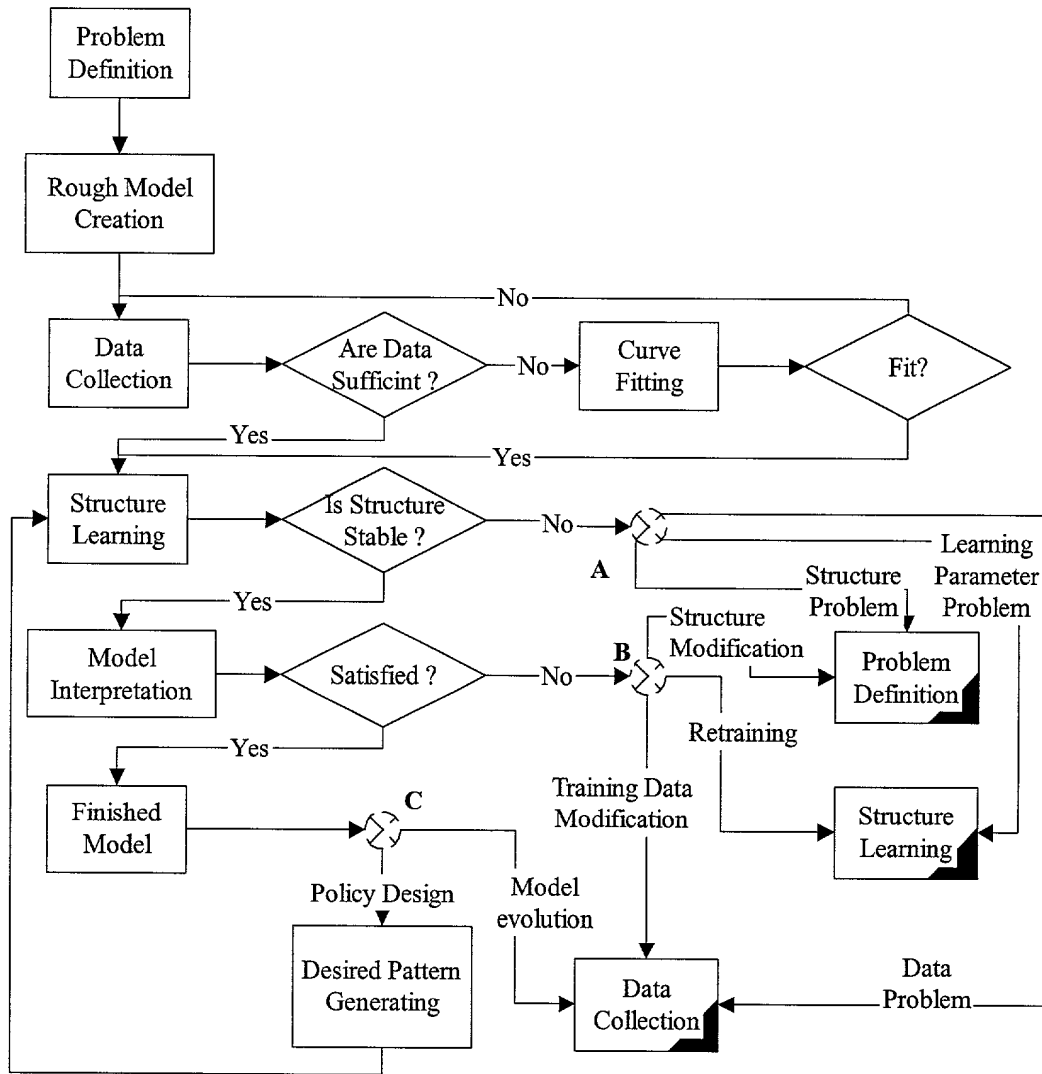 Problem
Definition
Rough Model
Creation
No
Data
Collection
Are Data
Sufficint ?
No
Curve
Fitting
Fit?
Yes
Yes
Structure
Learning
Is Structure
Stable ?
No
A
Learning
Parameter
Problem
Structure
Problem
Yes
Model
Interpretation
Satisfied ?
No
B
Structure
Modification
Problem
Definition
Retraining
Yes
Finished
Model
C
Training Data
Modification
Structure
Learning
Policy Design
Model
evolution
Desired Pattern
Generating
Data
Collection
Data
Problem